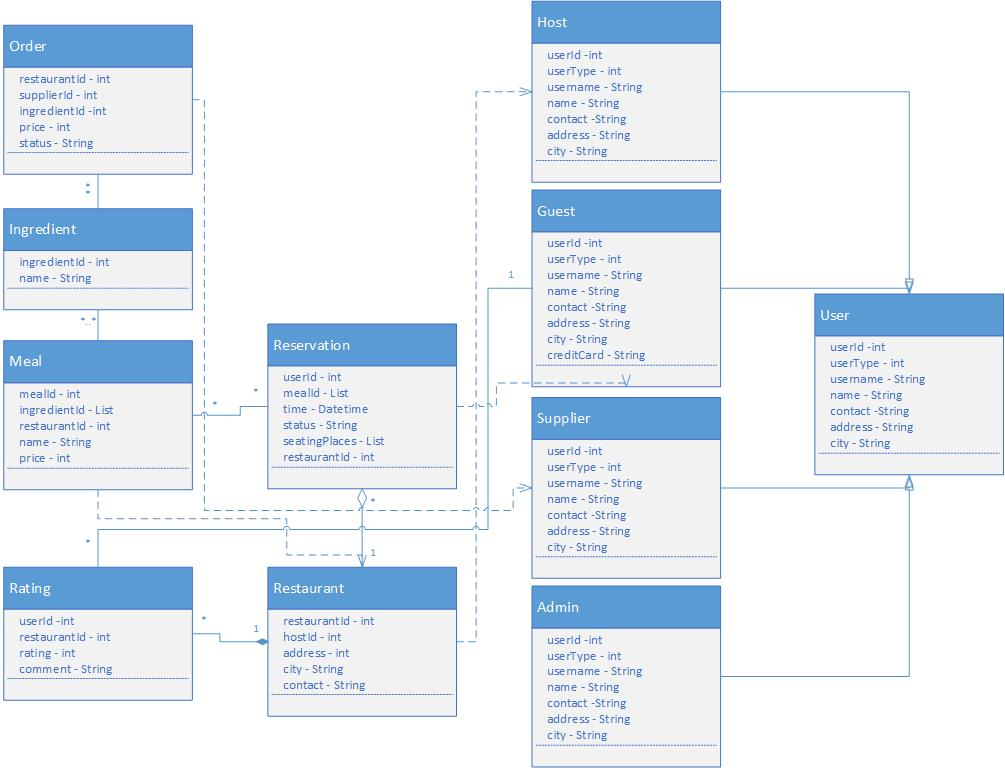 Order
restaurantId - int
supplierId - int
ingredientId -int
price - int
status - String
*
*
Ingredient
ingredientId - int
name - String
*..*
Meal
mealId - int
ingredientId - List
restaurantId - int
name - String
price - int
*
*
Reservation
userId - int
mealId - List
time - Datetime
status - String
seatingPlaces - List
restaurantId - int
*
1
*
Rating
userId -int
restaurantId - int
rating - int
comment - String
*
1
Restaurant
restaurantId - int
hostId - int
address - int
city - String
contact - String
Host
userId -int
userType - int
username - String
name - String
contact -String
address - String
city - String
1
Guest
userId -int
userType - int
username - String
name - String
contact -String
address - String
city - String
creditCard - String
Supplier
userId -int
userType - int
username - String
name - String
contact -String
address - String
city - String
Admin
userId -int
userType - int
username - String
name - String
contact -String
address - String
city - String
User
userId -int
userType - int
username - String
name - String
contact -String
address - String
city - String